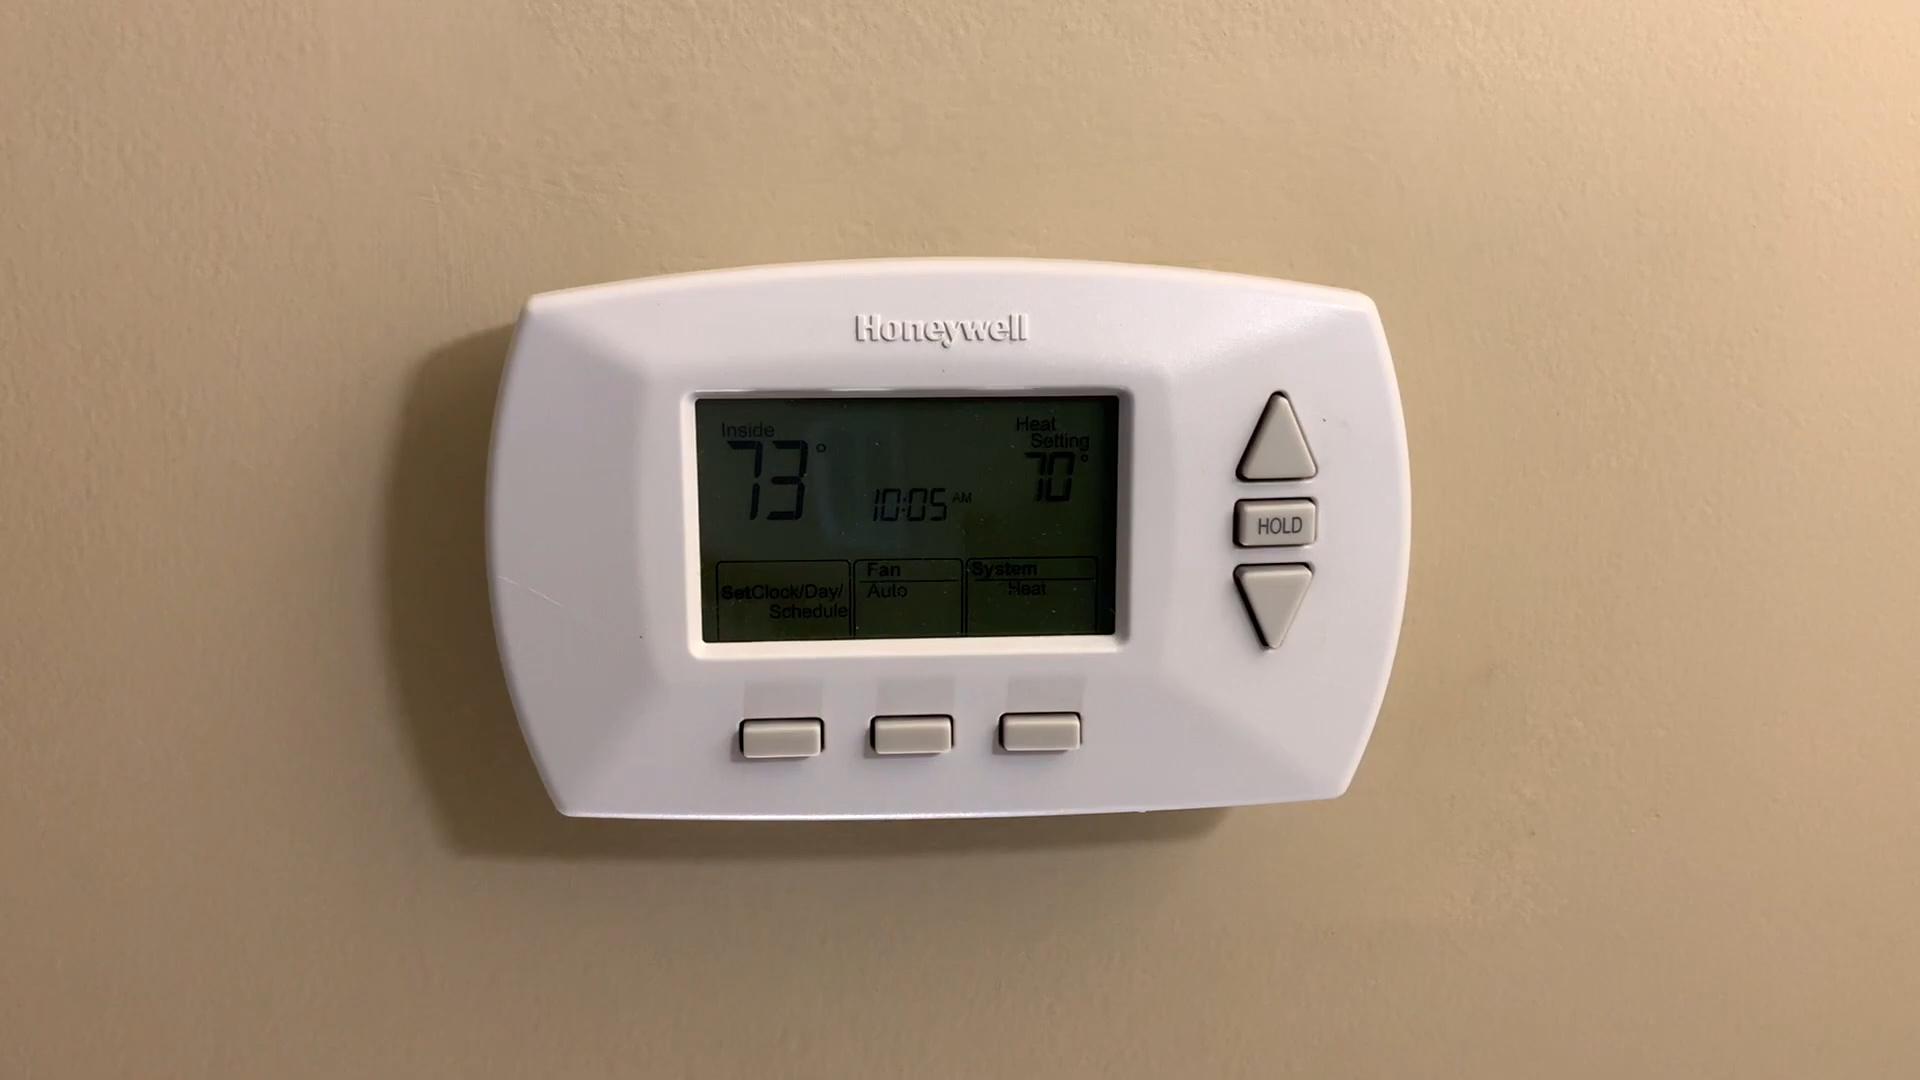 Honeywell
Inside
73°
10:05 AM
Heat
Setting
70°
HOLD
SetClock/Day/
Schedule
Fan
Auto
System
Heat